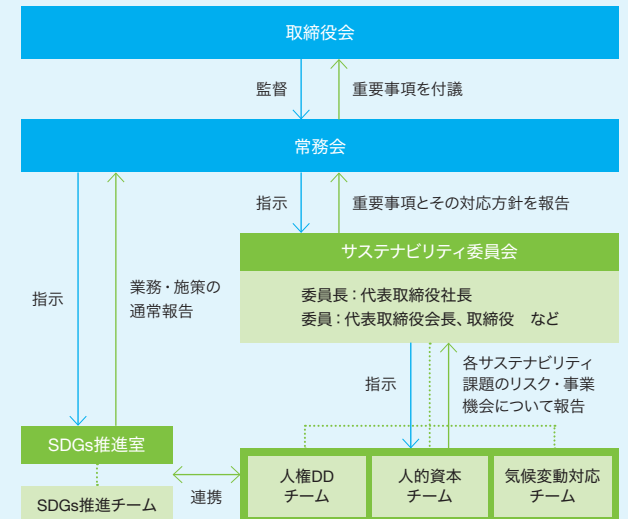 取締役会
監督
重要事項を付議
常務会
指示
重要事項とその対応方針を報告
サステナビリティ委員会
委員長：代表取締役社長
委員：代表取締役会長、取締役　など
指示
業務・施策の
通常報告
指示
各サステナビリティ
課題のリスク・事業
機会について報告
SDGs推進室
SDGs推進チーム
連携
人権DD
チーム
人的資本
チーム
気候変動対応
チーム